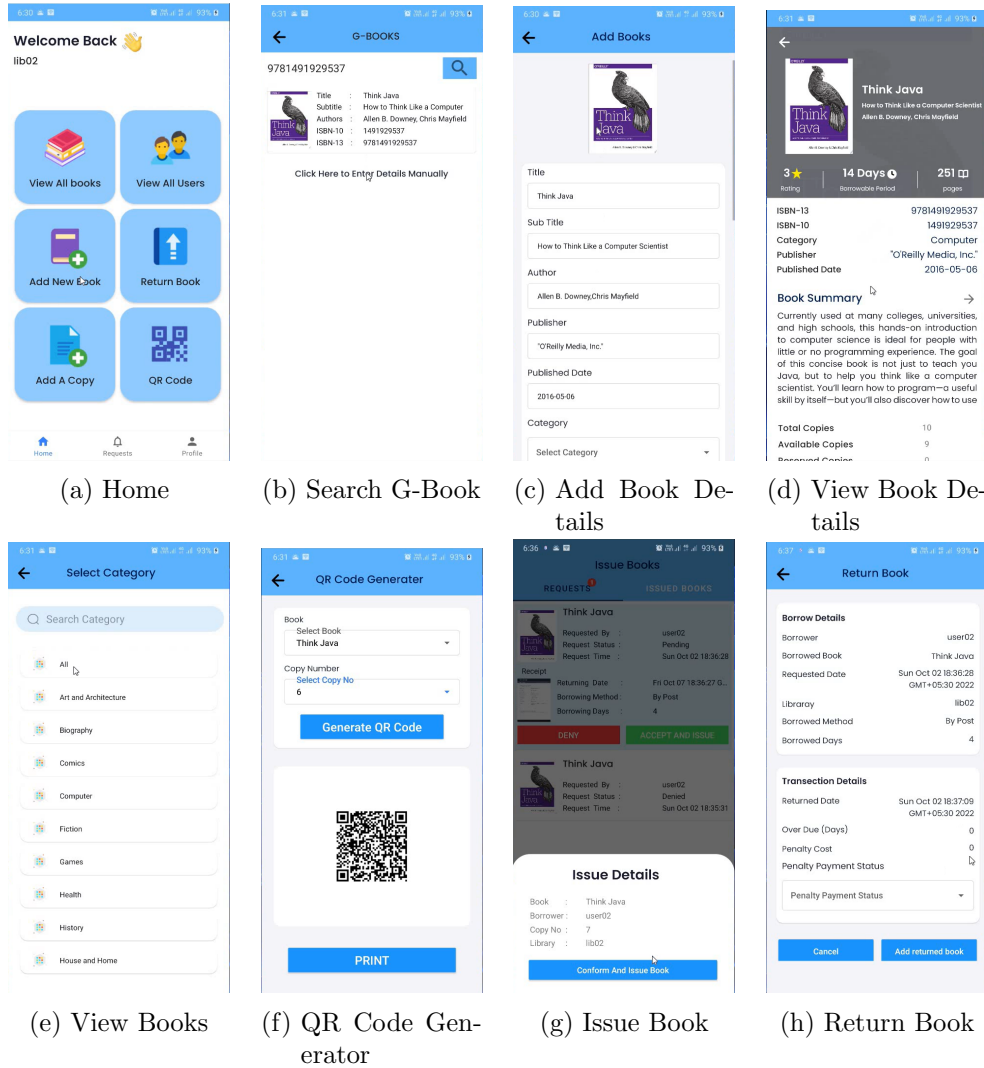 6:30 93%
Welcome Back 👋
lib02
View All books
View All Users
Add New Book
Return Book
Add A Copy
QR Code
Home
Requests
Profile
(a) Home
6:31 93%
G-BOOKS
9781491929537
Think Java
Title : Think Java
Subtitle : How to Think Like a Computer
Authors : Allen B. Downey, Chris Mayfield
ISBN-10 : 1491929537
ISBN-13 : 9781491929537
Click Here to Enter Details Manually
(b) Search G-Book
6:30 93%
Add Books
Think
Java
Title
Think Java
Sub Title
How to Think Like a Computer Scientist
Author
Allen B. Downey,Chris Mayfield
Publisher
"O'Reilly Media, Inc."
Published Date
2016-05-06
Category
Select Category
(c) Add Book De-
tails
6:31 93%
Think
Java
Think Java
How to Think Like a Computer Scientist
Allen B. Downey, Chris Mayfield
3★
Rating
14 Days
Borrowable Period
251
pages
ISBN-13 9781491929537
ISBN-10 1491929537
Category Computer
Publisher "O'Reilly Media, Inc."
Published Date 2016-05-06
Book Summary →
Currently used at many colleges, universities,
and high schools, this hands-on introduction
to computer science is ideal for people with
little or no programming experience. The goal
of this concise book is not just to teach you
Java, but to help you think like a computer
scientist. You'll learn how to program—a useful
skill by itself—but you'll also discover how to use
Total Copies 10
Available Copies 9
Reserved Copies 0
(d) View Book De-
tails
6:31 93%
Select Category
Search Category
All
Art and Architecture
Biography
Comics
Computer
Fiction
Games
Health
History
House and Home
(e) View Books
6:31 93%
QR Code Generater
Book
Select Book
Think Java
Copy Number
Select Copy No
6
Generate QR Code
PRINT
(f) QR Code Gen-
erator
6:36 93%
Issue Books
REQUESTS
ISSUED BOOKS
Think Java
Requested By : user02
Request Status : Pending
Request Time : Sun Oct 02 18:36:28
Receipt
Returning Date : Fri Oct 07 18:36:27 G...
Borrowing Method : By Post
Borrowing Days : 4
DENY
ACCEPT AND ISSUE
Think Java
Requested By : user02
Request Status : Denied
Request Time : Sun Oct 02 18:35:31
Issue Details
Book : Think Java
Borrower : user02
Copy No : 7
Library : lib02
Conform And Issue Book
(g) Issue Book
6:37 93%
Return Book
Borrow Details
Borrower user02
Borrowed Book Think Java
Requested Date Sun Oct 02 18:36:28
GMT+05:30 2022
Libraroy lib02
Borrowed Method By Post
Borrowed Days 4
Transection Details
Returned Date Sun Oct 02 18:37:09
GMT+05:30 2022
Over Due (Days) 0
Penalty Cost 0
Penalty Payment Status
Penalty Payment Status
Cancel
Add returned book
(h) Return Book